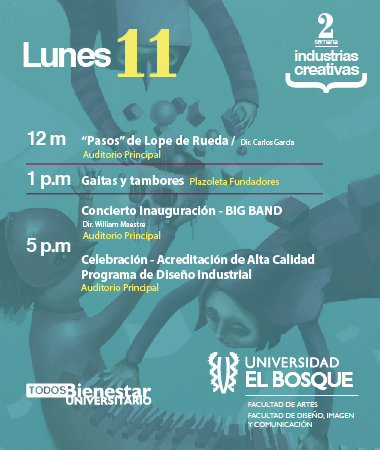 Lunes 11
2
semana
industrias
creativas
12 m
"Pasos" de Lope de Rueda / Dir. Carlos García
Auditorio Principal
1 p.m
Gaitas y tambores Plazoleta Fundadores
Concierto Inauguración - BIG BAND
Dir. William Maestre
Auditorio Principal
5 p.m
Celebración - Acreditación de Alta Calidad
Programa de Diseño Industrial
Auditorio Principal
TODOS Bienestar
UNIVERSITARIO
UNIVERSIDAD
EL BOSQUE
FACULTAD DE ARTES
FACULTAD DE DISEÑO, IMAGEN
Y COMUNICACIÓN